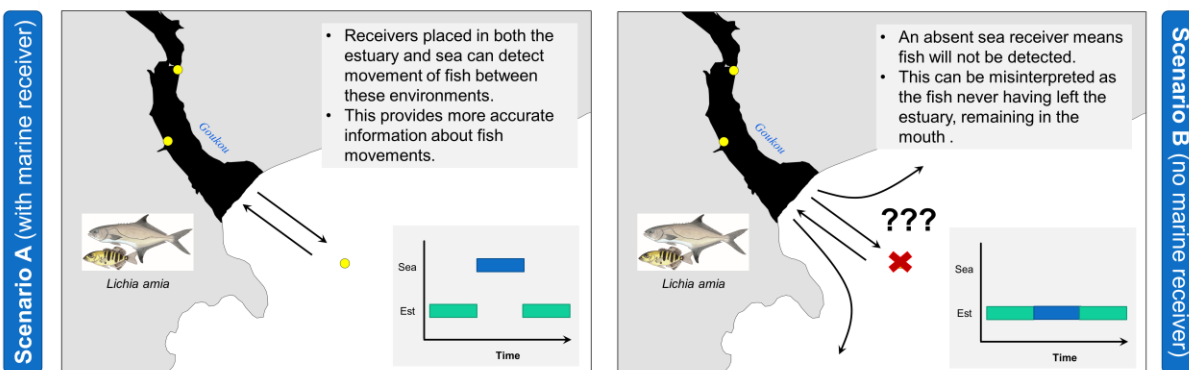 Scenario A (with marine receiver)
• Receivers placed in both the
estuary and sea can detect
movement of fish between
these environments.
• This provides more accurate
information about fish
movements.
Goukou
Lichia amia
Sea
Est
Time
• An absent sea receiver means
fish will not be detected.
• This can be misinterpreted as
the fish never having left the
estuary, remaining in the
mouth .
Goukou
???
Lichia amia
Sea
Est
Time
Scenario B (no marine receiver)